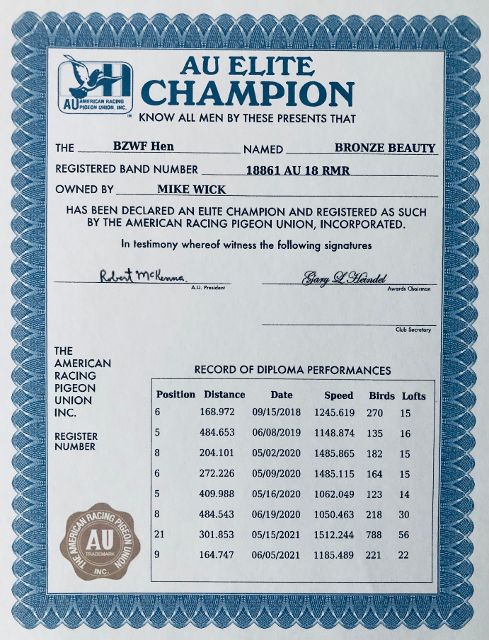 AU AMERICAN RACING
PIGEON UNION, INC.
AU ELITE
CHAMPION
KNOW ALL MEN BY THESE PRESENTS THAT
THE BZWF Hen NAMED BRONZE BEAUTY
REGISTERED BAND NUMBER 18861 AU 18 RMR
OWNED BY MIKE WICK
HAS BEEN DECLARED AN ELITE CHAMPION AND REGISTERED AS SUCH
BY THE AMERICAN RACING PIGEON UNION, INCORPORATED.
In testimony whereof witness the following signatures
Robert McKenna Gary L. Heindel
A.U. President Awards Chairman
Club Secretary
THE
AMERICAN
RACING
PIGEON
UNION
INC.
REGISTER
NUMBER
RECORD OF DIPLOMA PERFORMANCES
Position Distance Date Speed Birds Lofts
6 168.972 09/15/2018 1245.619 270 15
5 484.653 06/08/2019 1148.874 135 16
8 204.101 05/02/2020 1485.865 182 15
6 272.226 05/09/2020 1485.115 164 15
5 409.988 05/16/2020 1062.049 123 14
8 484.543 06/19/2020 1050.463 218 30
21 301.853 05/15/2021 1512.244 788 56
9 164.747 06/05/2021 1185.489 221 22
THE AMERICAN RACING PIGEON UNION
AU
TRADEMARK
INC.